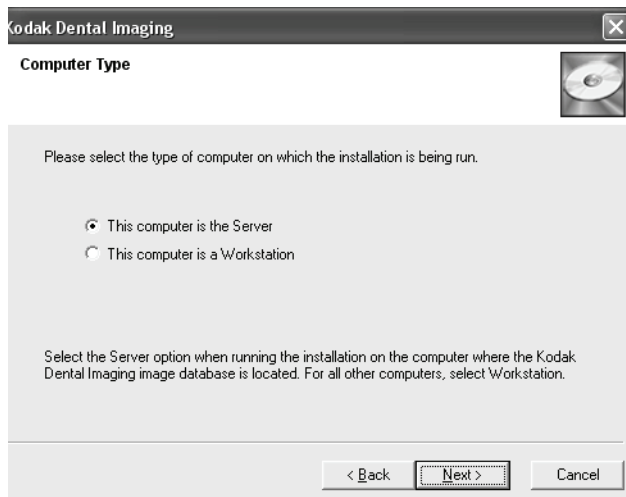 Kodak Dental Imaging
Computer Type
Please select the type of computer on which the installation is being run.
This computer is the Server
This computer is a Workstation
Select the Server option when running the installation on the computer where the Kodak
Dental Imaging image database is located. For all other computers, select Workstation.
< Back
Next >
Cancel